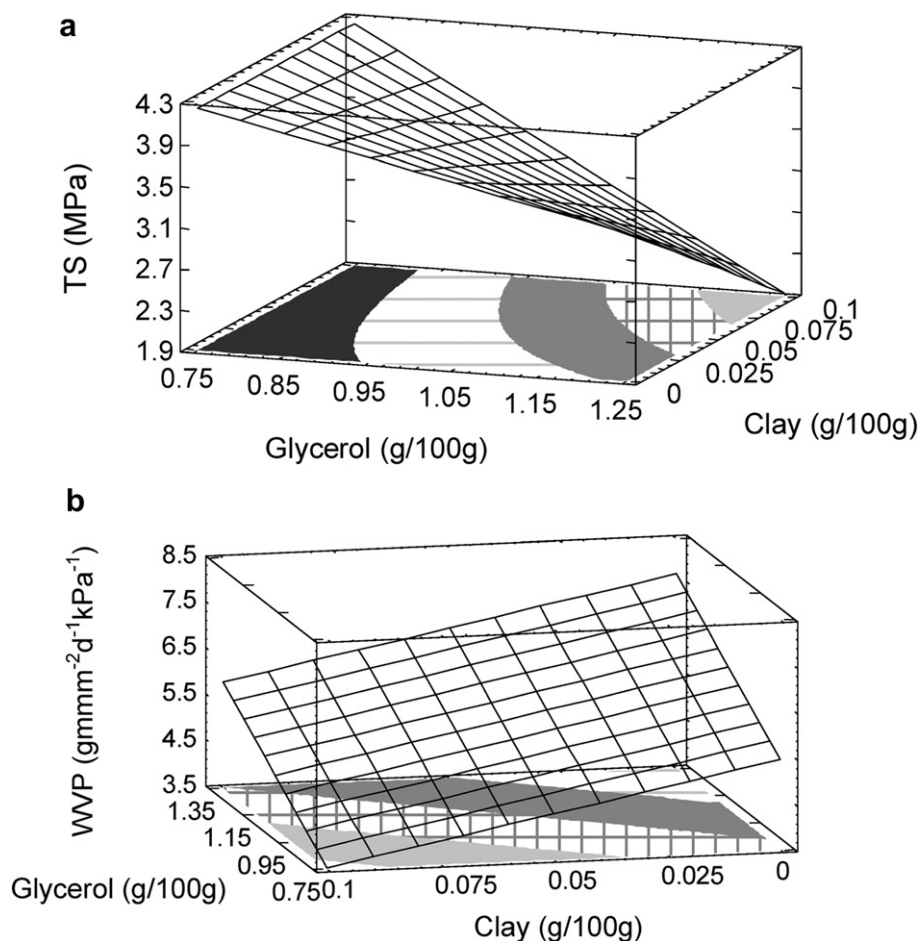 a
TS (MPa)
4.3
3.9
3.5
3.1
2.7
2.3
1.9
0.75 0.85 0.95 1.05 1.15 1.25
Glycerol (g/100g)
0 0.025 0.05 0.075 0.1
Clay (g/100g)
b
WVP (gmmm⁻²d⁻¹kPa⁻¹)
8.5
7.5
6.5
5.5
4.5
3.5
1.35 1.15 0.95 0.75
Glycerol (g/100g)
0.1 0.075 0.05 0.025 0
Clay (g/100g)